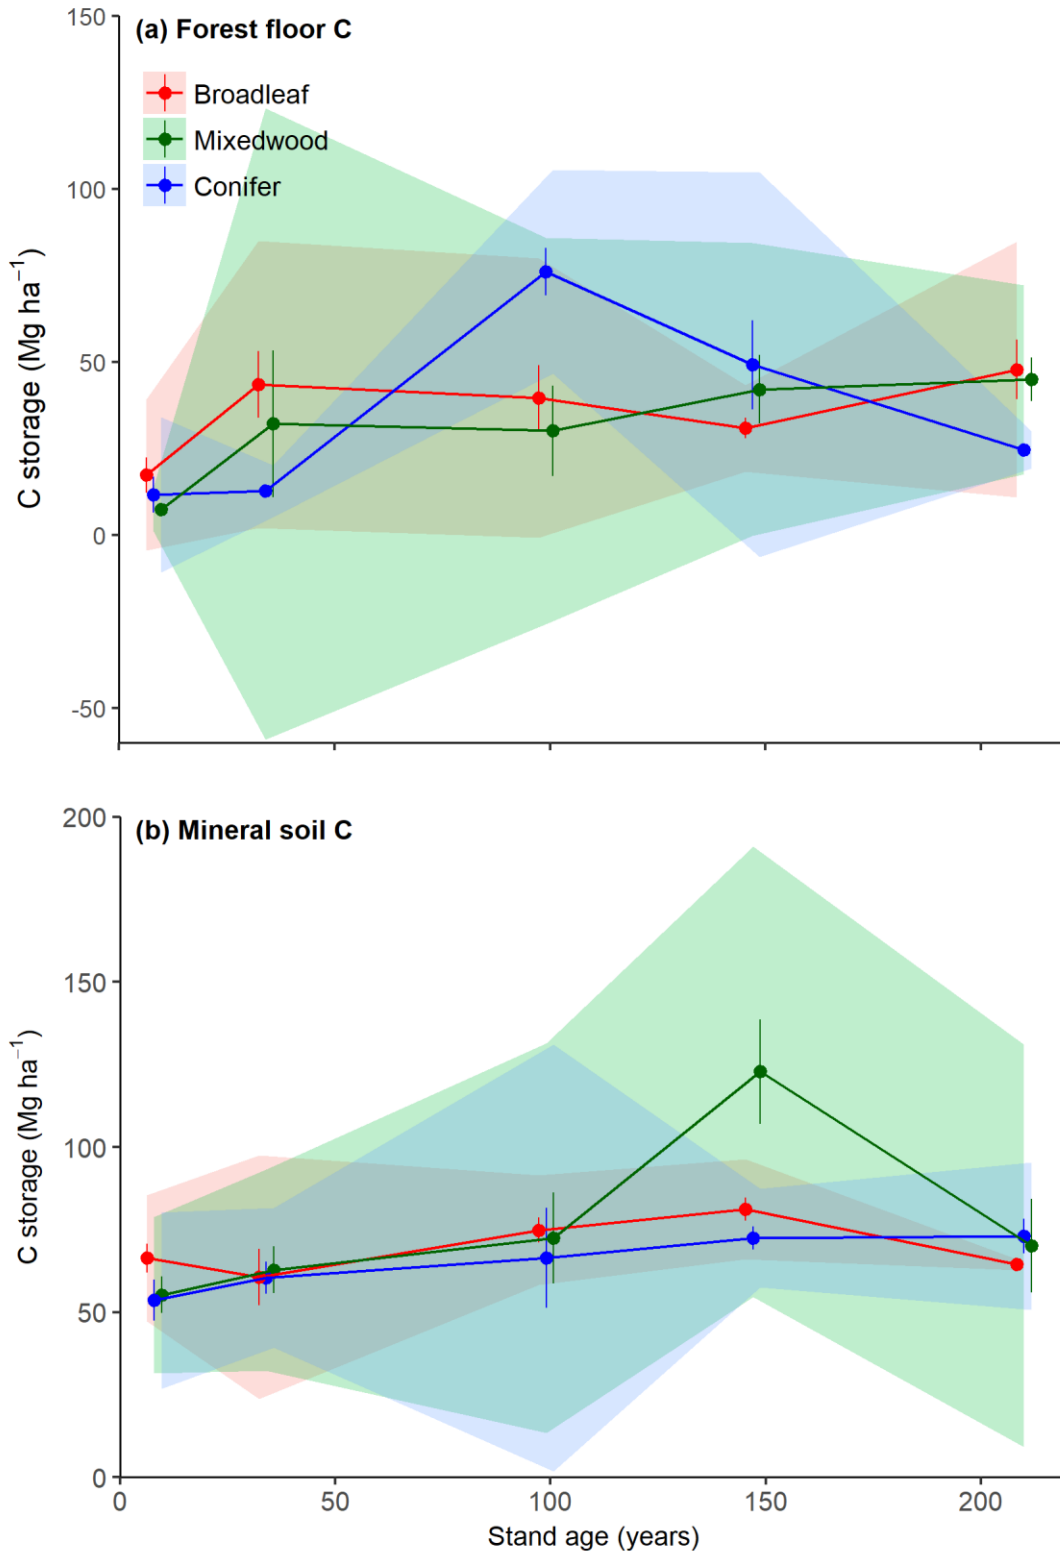 150
(a) Forest floor C
Broadleaf
Mixedwood
Conifer
100
50
0
-50
C storage (Mg ha⁻¹)
200
(b) Mineral soil C
150
100
50
0
C storage (Mg ha⁻¹)
0 50 100 150 200
Stand age (years)